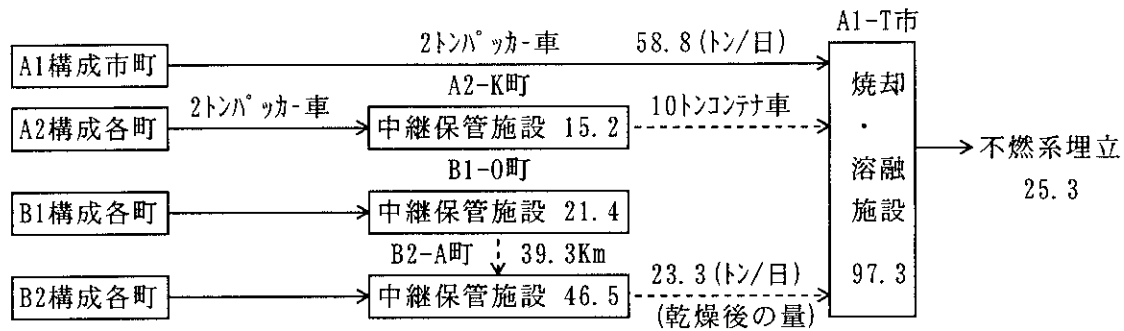 A1-T市
2トンパッカー車 58.8(トン/日)
A1構成市町
A2-K町
2トンパッカー車
10トンコンテナ車
A2構成各町
中継保管施設 15.2
B1-O町
B1構成各町
中継保管施設 21.4
B2-A町 39.3Km
23.3(トン/日)
B2構成各町
中継保管施設 46.5
(乾燥後の量)
焼却
・
溶融
施設
97.3
不燃系埋立
25.3